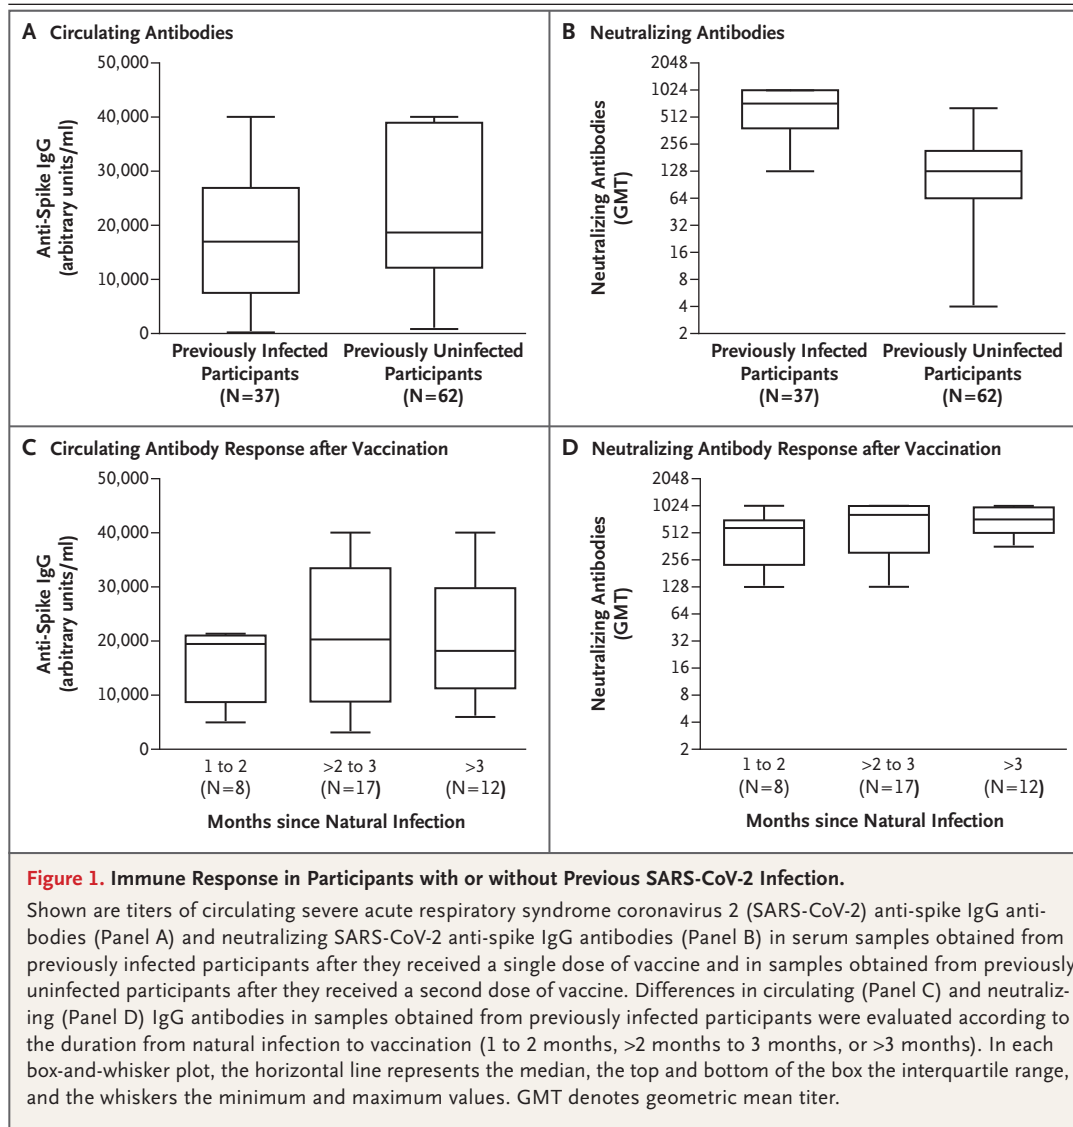 A Circulating Antibodies
50,000
40,000
30,000
20,000
10,000
0
Anti-Spike IgG
(arbitrary units/ml)
Previously Infected
Participants
(N=37)
Previously Uninfected
Participants
(N=62)
B Neutralizing Antibodies
2048
1024
512
256
128
64
32
16
8
4
2
Neutralizing Antibodies
(GMT)
Previously Infected
Participants
(N=37)
Previously Uninfected
Participants
(N=62)
C Circulating Antibody Response after Vaccination
50,000
40,000
30,000
20,000
10,000
0
Anti-Spike IgG
(arbitrary units/ml)
1 to 2
(N=8)
>2 to 3
(N=17)
>3
(N=12)
Months since Natural Infection
D Neutralizing Antibody Response after Vaccination
2048
1024
512
256
128
64
32
16
8
4
2
Neutralizing Antibodies
(GMT)
1 to 2
(N=8)
>2 to 3
(N=17)
>3
(N=12)
Months since Natural Infection
Figure 1. Immune Response in Participants with or without Previous SARS-CoV-2 Infection.
Shown are titers of circulating severe acute respiratory syndrome coronavirus 2 (SARS-CoV-2) anti-spike IgG anti-
bodies (Panel A) and neutralizing SARS-CoV-2 anti-spike IgG antibodies (Panel B) in serum samples obtained from
previously infected participants after they received a single dose of vaccine and in samples obtained from previously
uninfected participants after they received a second dose of vaccine. Differences in circulating (Panel C) and neutraliz-
ing (Panel D) IgG antibodies in samples obtained from previously infected participants were evaluated according to
the duration from natural infection to vaccination (1 to 2 months, >2 months to 3 months, or >3 months). In each
box-and-whisker plot, the horizontal line represents the median, the top and bottom of the box the interquartile range,
and the whiskers the minimum and maximum values. GMT denotes geometric mean titer.